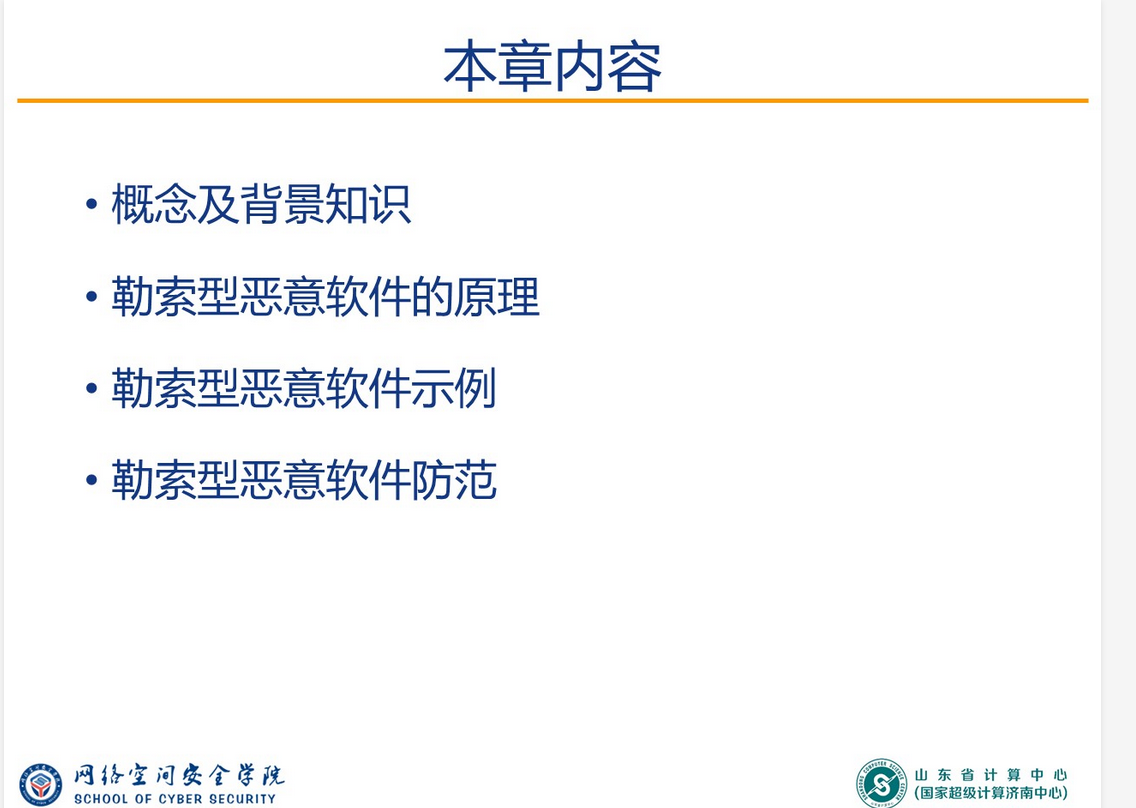 本章内容
• 概念及背景知识
• 勒索型恶意软件的原理
• 勒索型恶意软件示例
• 勒索型恶意软件防范
网络空间安全学院
SCHOOL OF CYBER SECURITY
山东省计算中心
(国家超级计算济南中心)